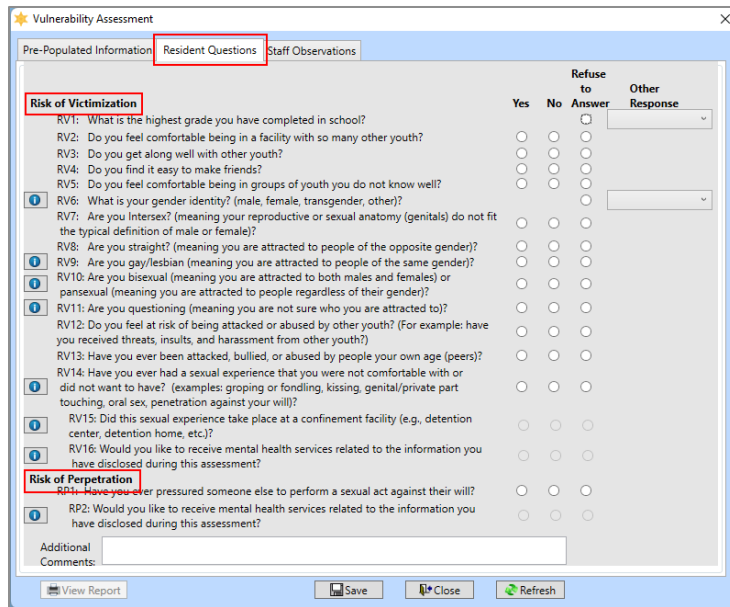 Vulnerability Assessment
Pre-Populated Information Resident Questions Staff Observations
Refuse
to Other
Risk of Victimization Yes No Answer Response
RV1: What is the highest grade you have completed in school?
RV2: Do you feel comfortable being in a facility with so many other youth?
RV3: Do you get along well with other youth?
RV4: Do you find it easy to make friends?
RV5: Do you feel comfortable being in groups of youth you do not know well?
RV6: What is your gender identity? (male, female, transgender, other)?
RV7: Are you Intersex? (meaning your reproductive or sexual anatomy (genitals) do not fit
the typical definition of male or female)?
RV8: Are you straight? (meaning you are attracted to people of the opposite gender)?
RV9: Are you gay/lesbian (meaning you are attracted to people of the same gender)?
RV10: Are you bisexual (meaning you are attracted to both males and females) or
pansexual (meaning you are attracted to people regardless of their gender)?
RV11: Are you questioning (meaning you are not sure who you are attracted to)?
RV12: Do you feel at risk of being attacked or abused by other youth? (For example: have
you received threats, insults, and harassment from other youth?)
RV13: Have you ever been attacked, bullied, or abused by people your own age (peers)?
RV14: Have you ever had a sexual experience that you were not comfortable with or
did not want to have? (examples: groping or fondling, kissing, genital/private part
touching, oral sex, penetration against your will)?
RV15: Did this sexual experience take place at a confinement facility (e.g., detention
center, detention home, etc.)?
RV16: Would you like to receive mental health services related to the information you
have disclosed during this assessment?
Risk of Perpetration
RP1: Have you ever pressured someone else to perform a sexual act against their will?
RP2: Would you like to receive mental health services related to the information you
have disclosed during this assessment?
Additional
Comments:
View Report Save Close Refresh